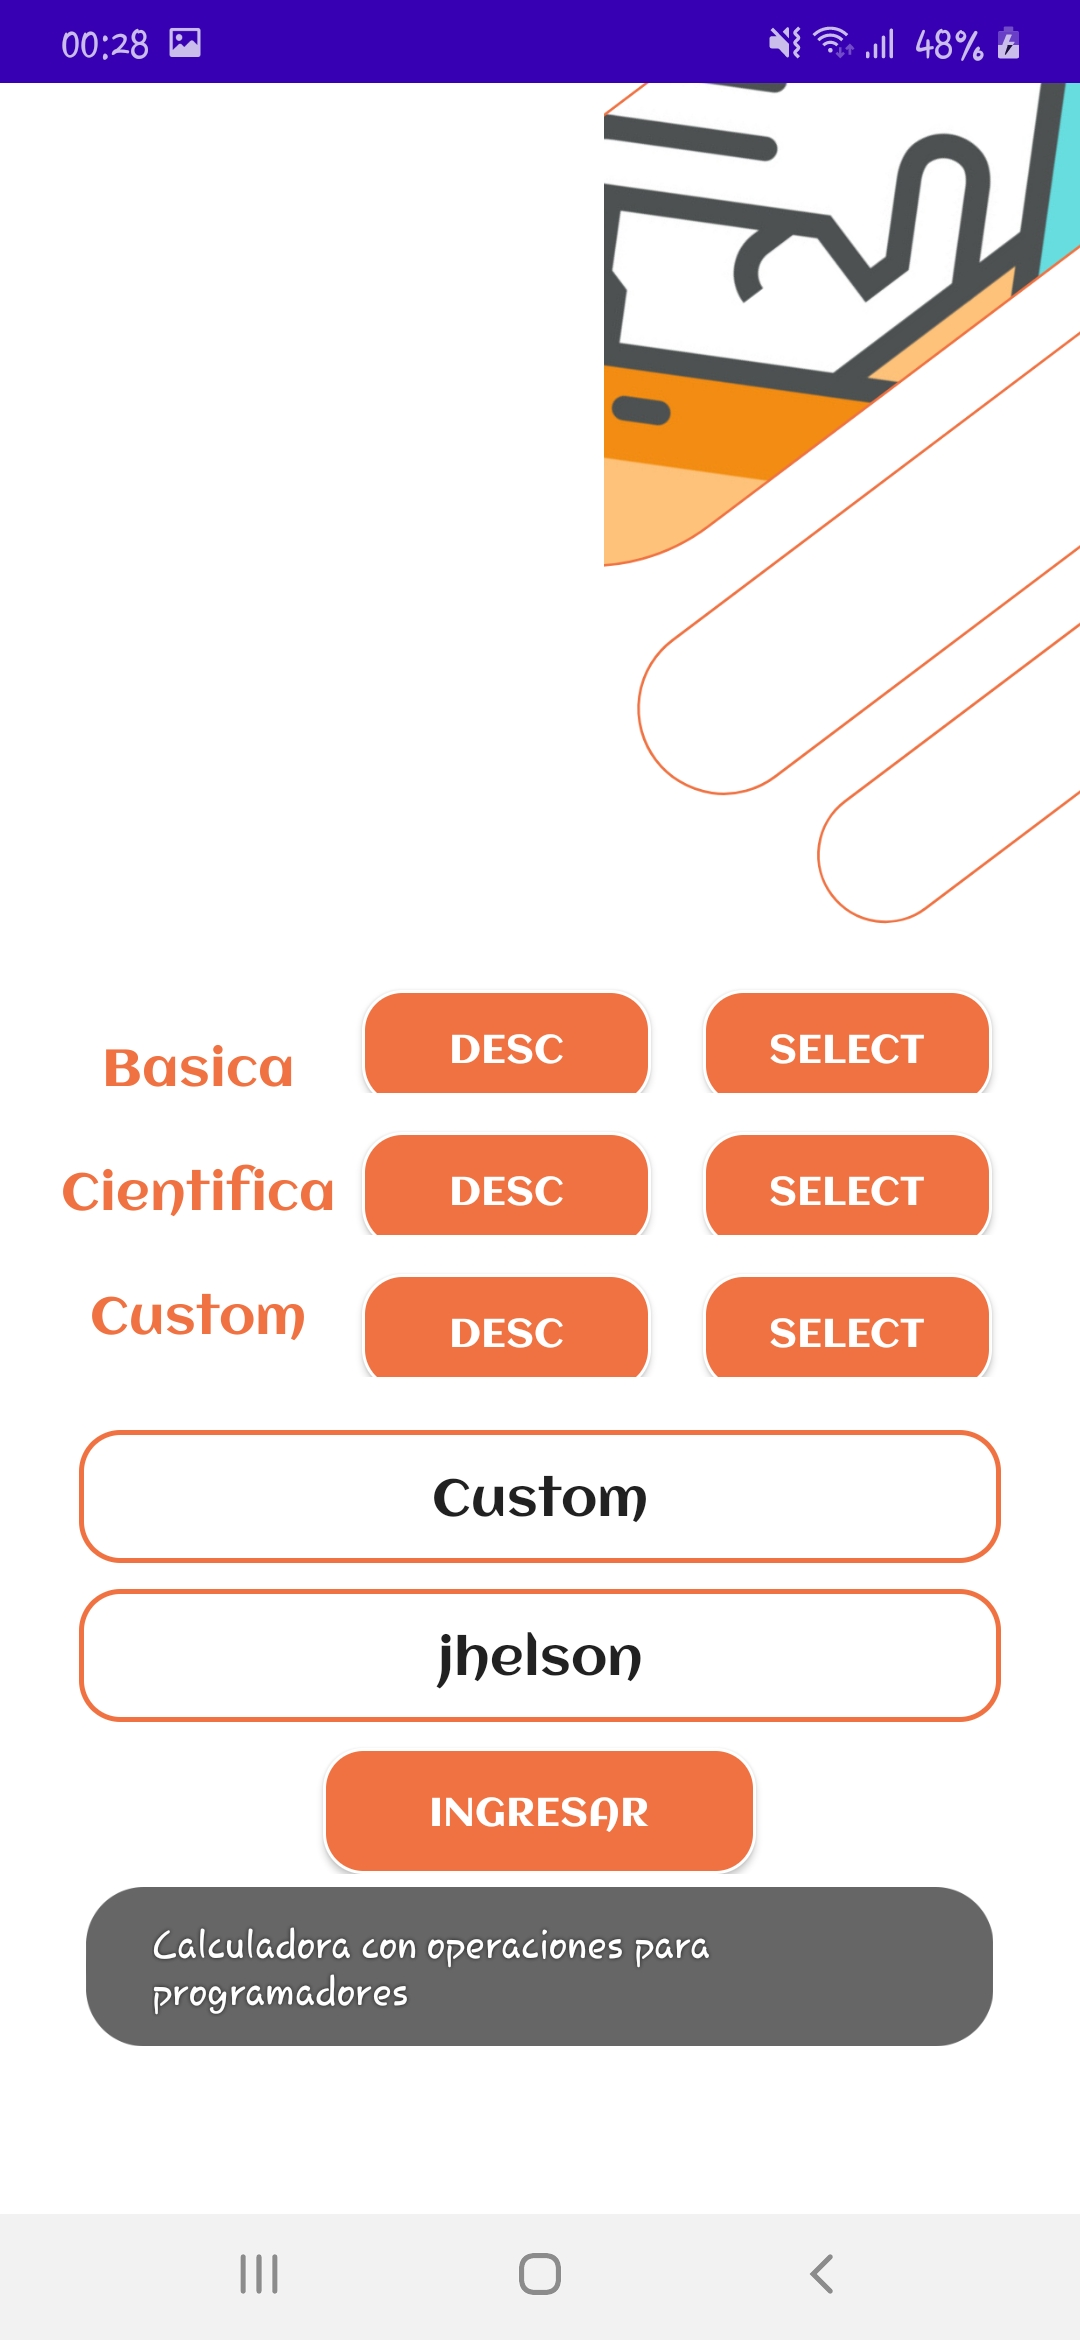 00:28 48%
Basica DESC SELECT
Cientifica DESC SELECT
Custom DESC SELECT
Custom
jhelson
INGRESAR
Calculadora con operaciones para
programadores